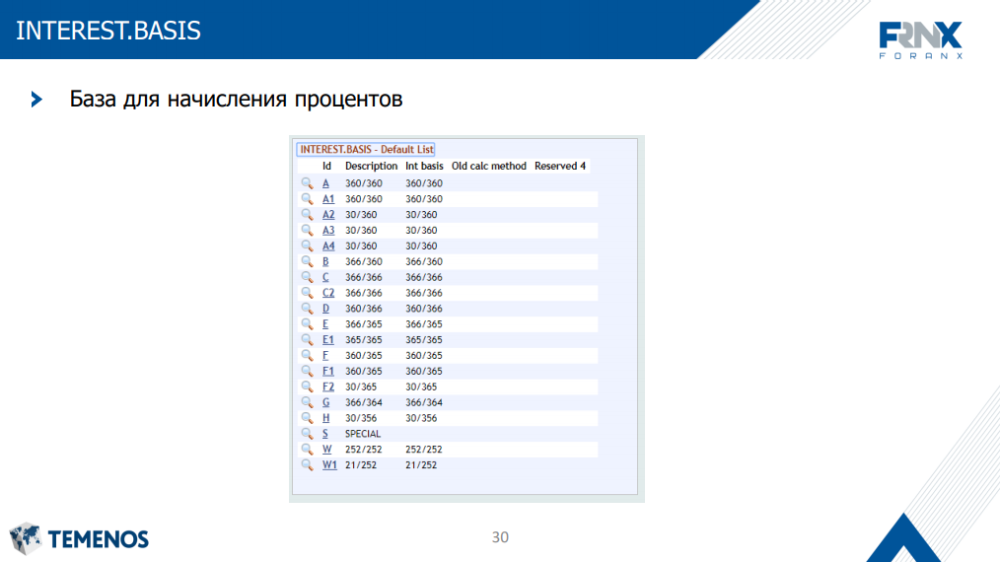 INTEREST.BASIS
FRNX
FORANX
База для начисления процентов
INTEREST.BASIS - Default List
Id Description Int basis Old calc method Reserved 4
A 360/360 360/360
A1 360/360 360/360
A2 30/360 30/360
A3 30/360 30/360
A4 30/360 30/360
B 366/360 366/360
C 366/366 366/366
C2 366/366 366/366
D 360/366 360/366
E 366/365 366/365
E1 365/365 365/365
F 360/365 360/365
F1 360/365 360/365
F2 30/365 30/365
G 366/364 366/364
H 30/356 30/356
S SPECIAL
W 252/252 252/252
W1 21/252 21/252
TEMENOS
30